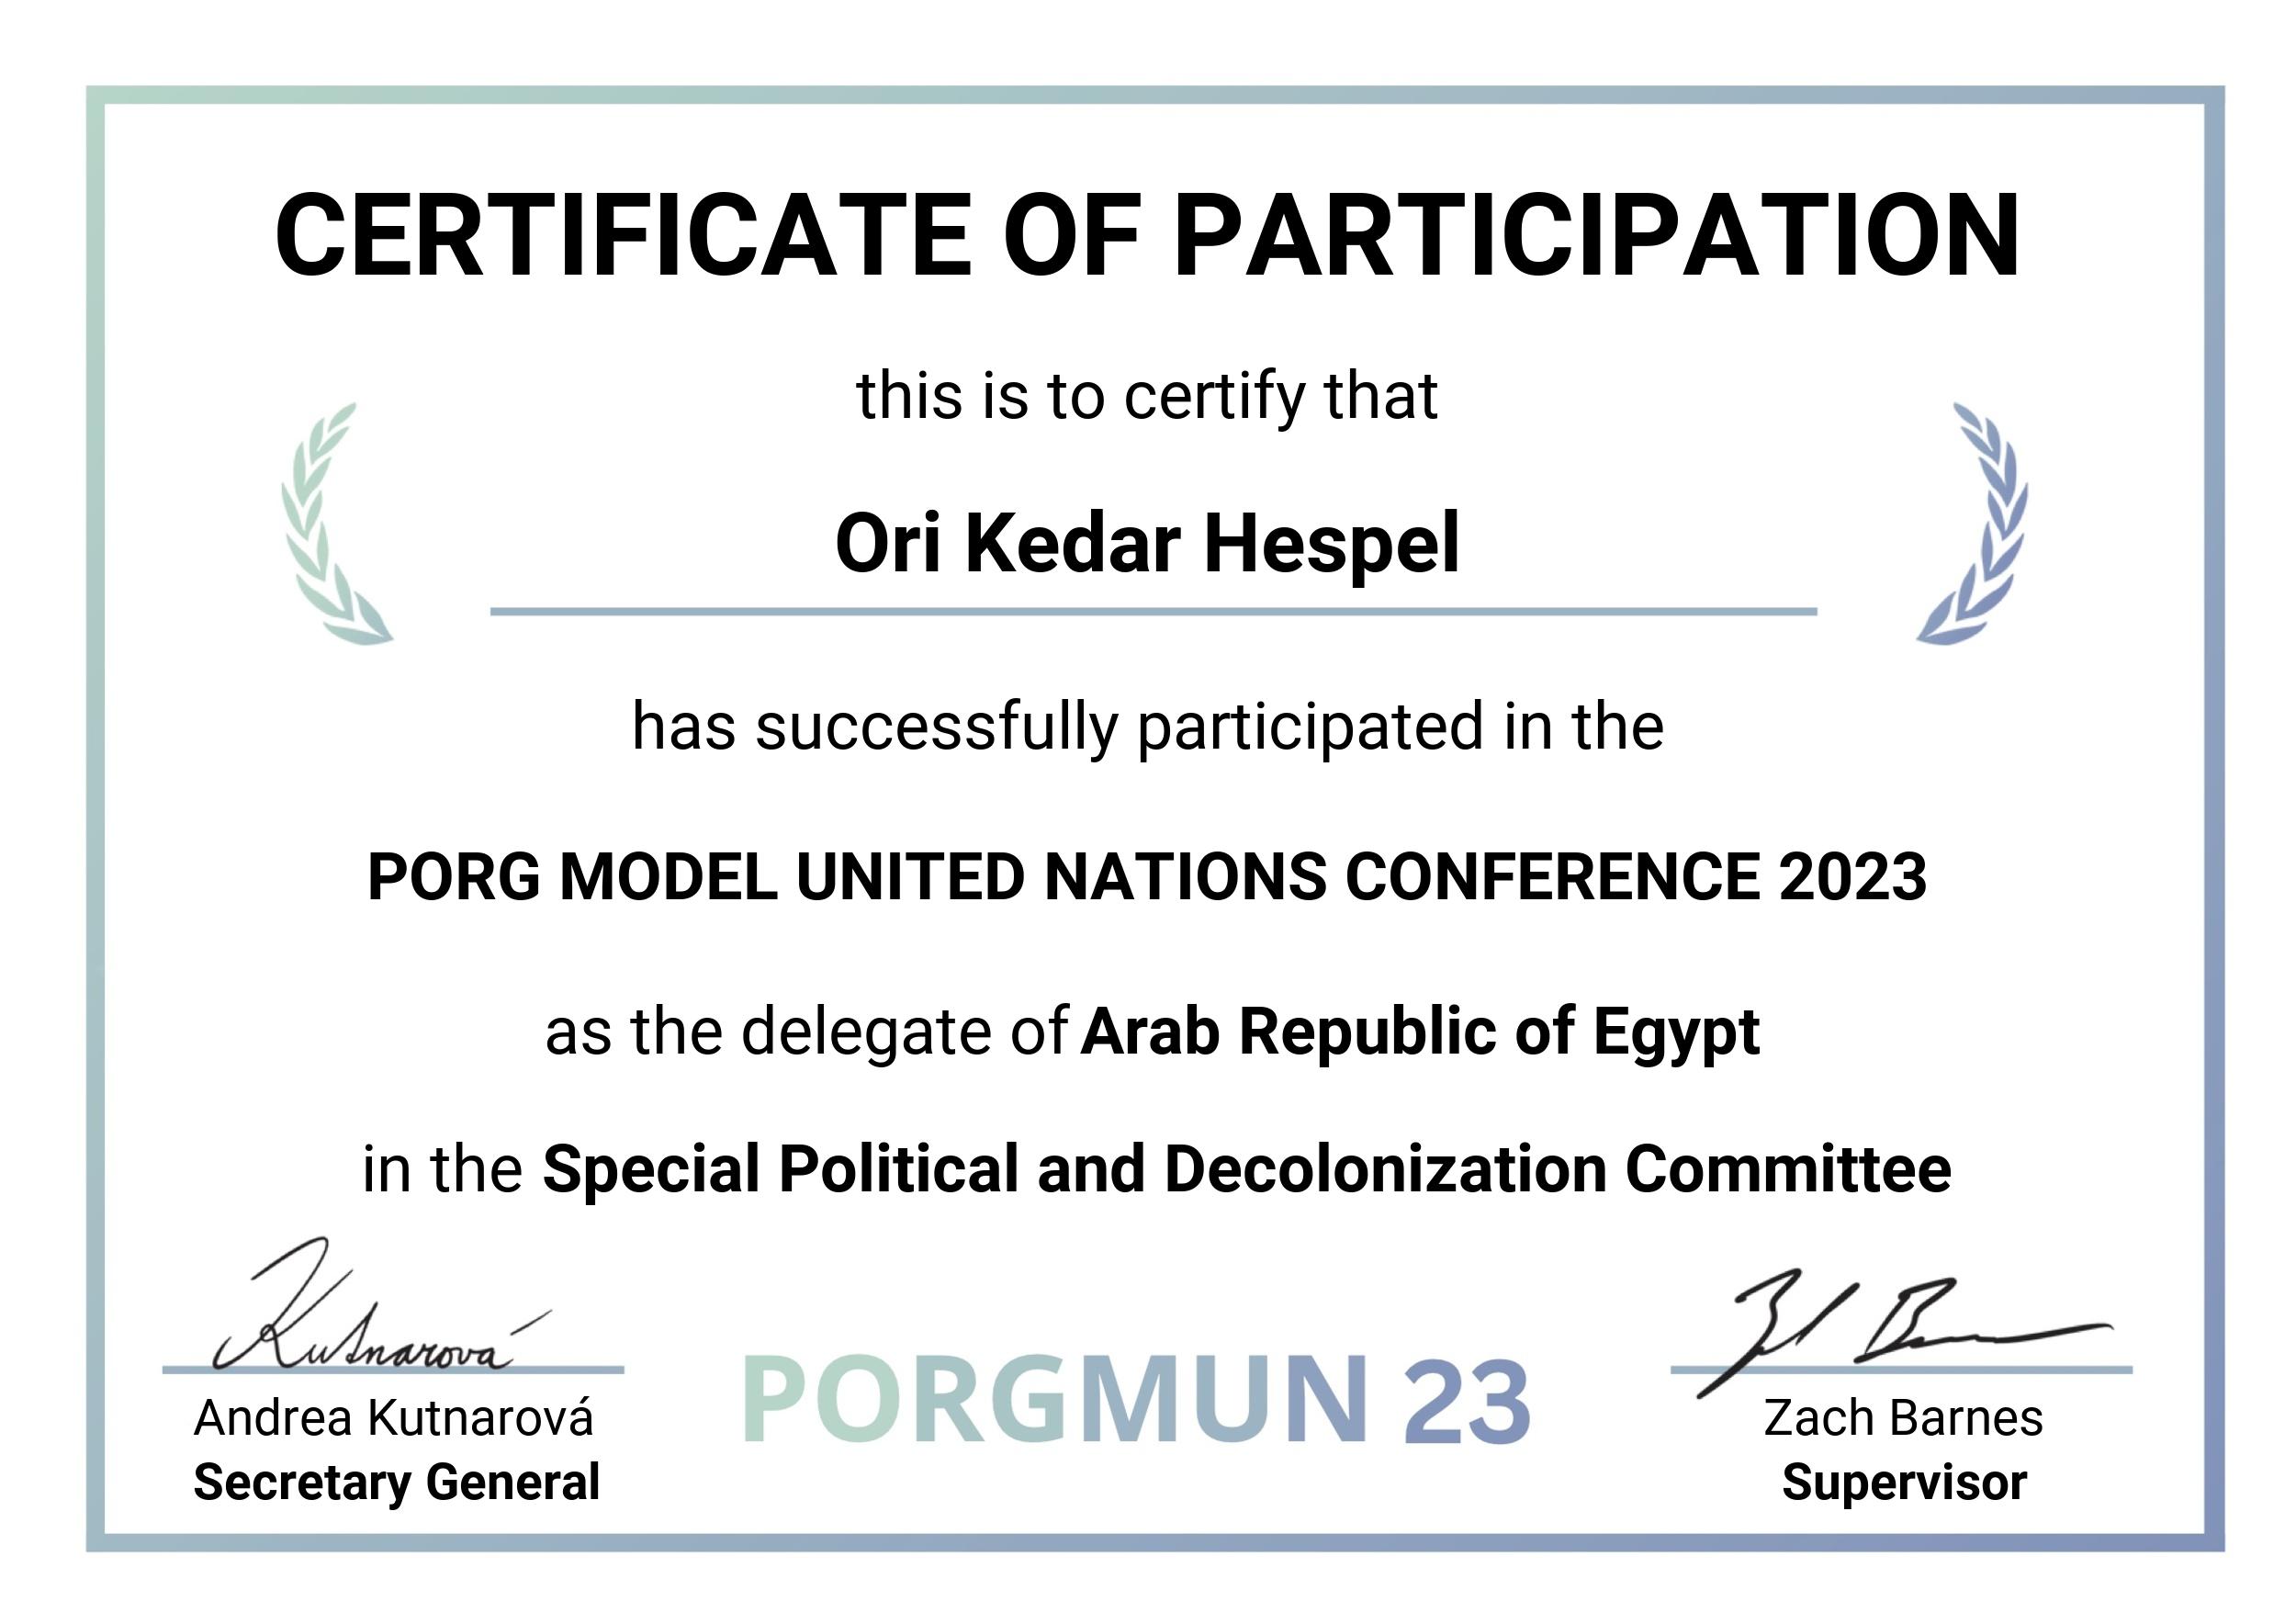 CERTIFICATE OF PARTICIPATION
this is to certify that
Ori Kedar Hespel
has successfully participated in the
PORG MODEL UNITED NATIONS CONFERENCE 2023
as the delegate of Arab Republic of Egypt
in the Special Political and Decolonization Committee
Kutnarová
Andrea Kutnarová
Secretary General
PORGMUN 23
Zach Barnes
Supervisor